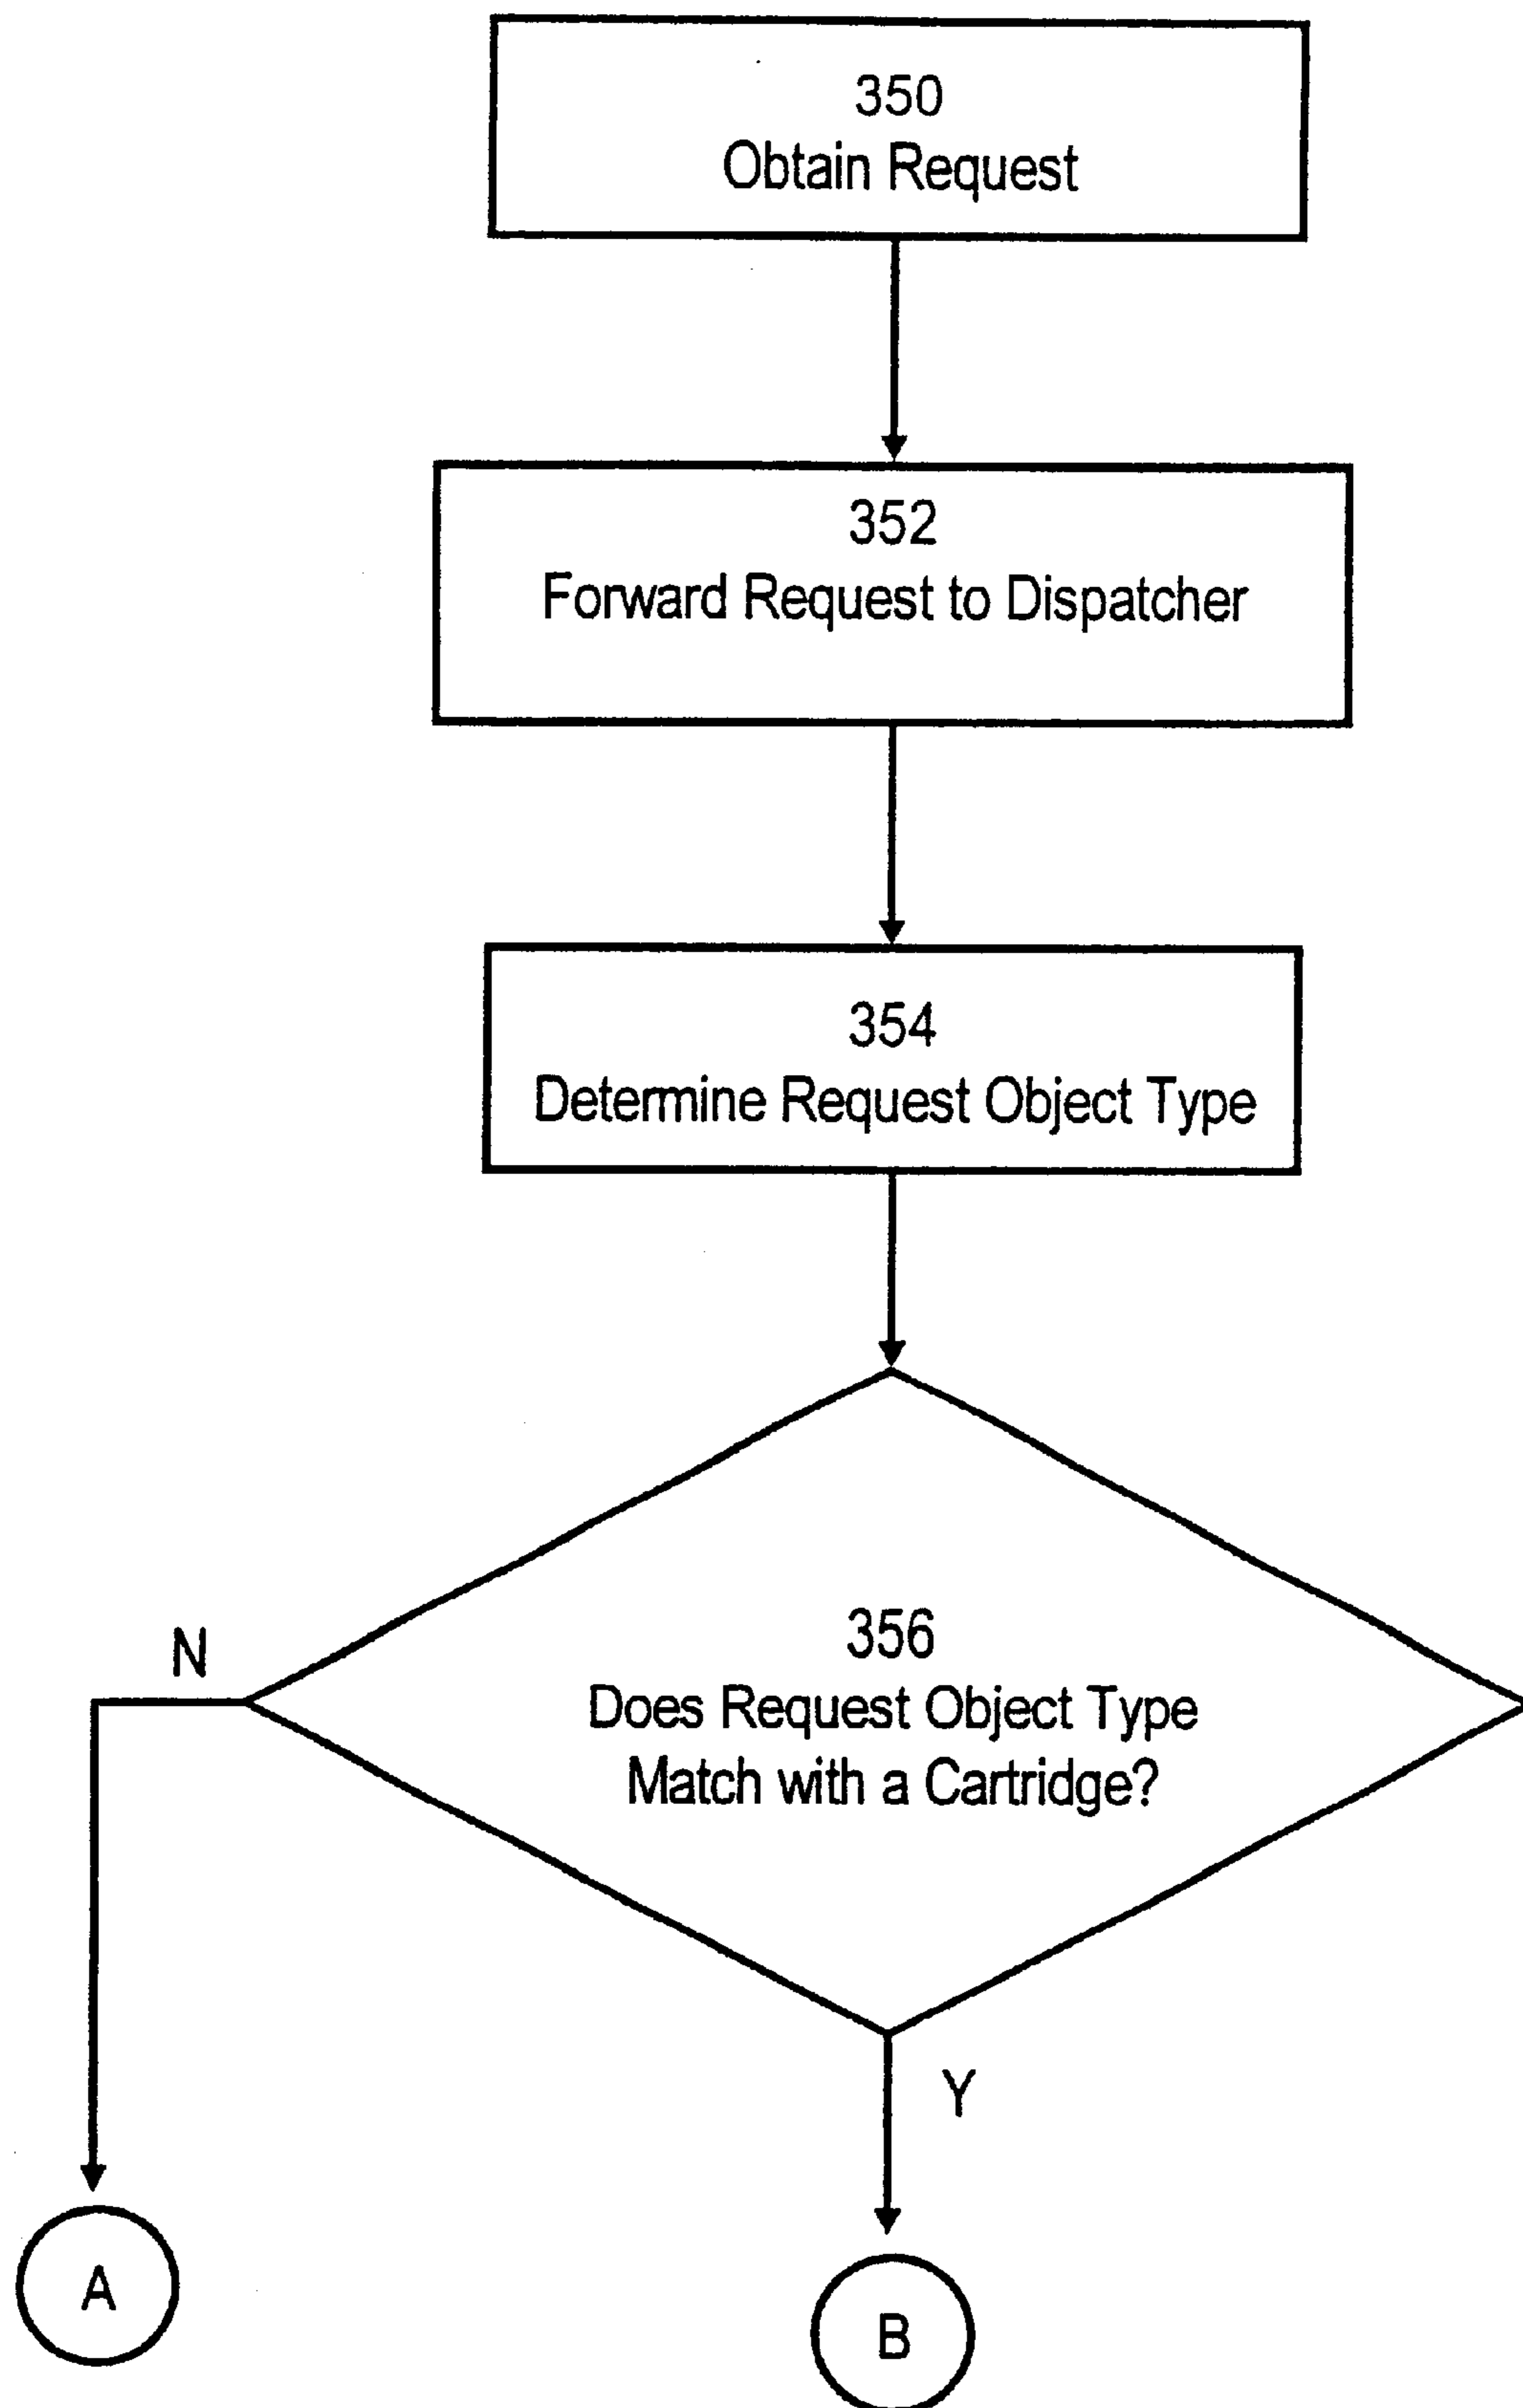 350
Obtain Request
352
Forward Request to Dispatcher
354
Determine Request Object Type
356
Does Request Object Type
Match with a Cartridge?
N
Y
A
B